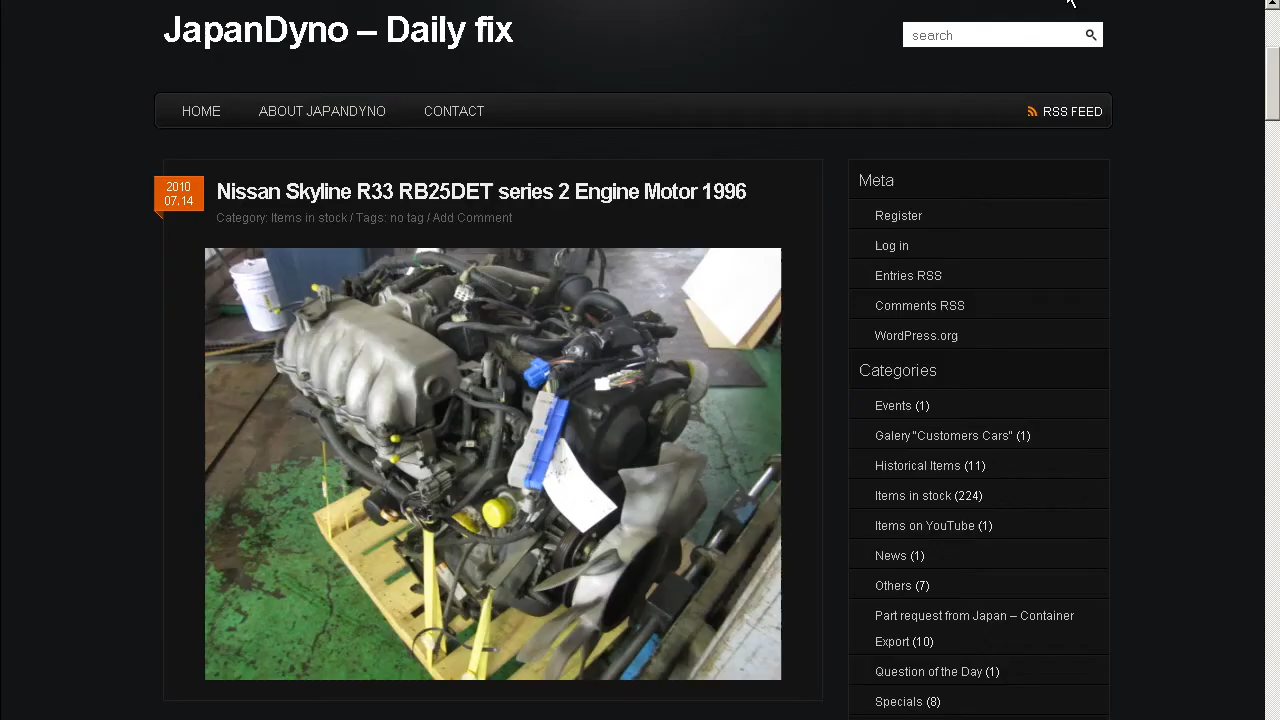 JapanDyno – Daily fix
search
HOME
ABOUT JAPANDYNO
CONTACT
RSS FEED
2010
07.14
Nissan Skyline R33 RB25DET series 2 Engine Motor 1996
Category: Items in stock / Tags: no tag / Add Comment
Meta
Register
Log in
Entries RSS
Comments RSS
WordPress.org
Categories
Events (1)
Galery "Customers Cars" (1)
Historical Items (11)
Items in stock (224)
Items on YouTube (1)
News (1)
Others (7)
Part request from Japan – Container
Export (10)
Question of the Day (1)
Specials (8)